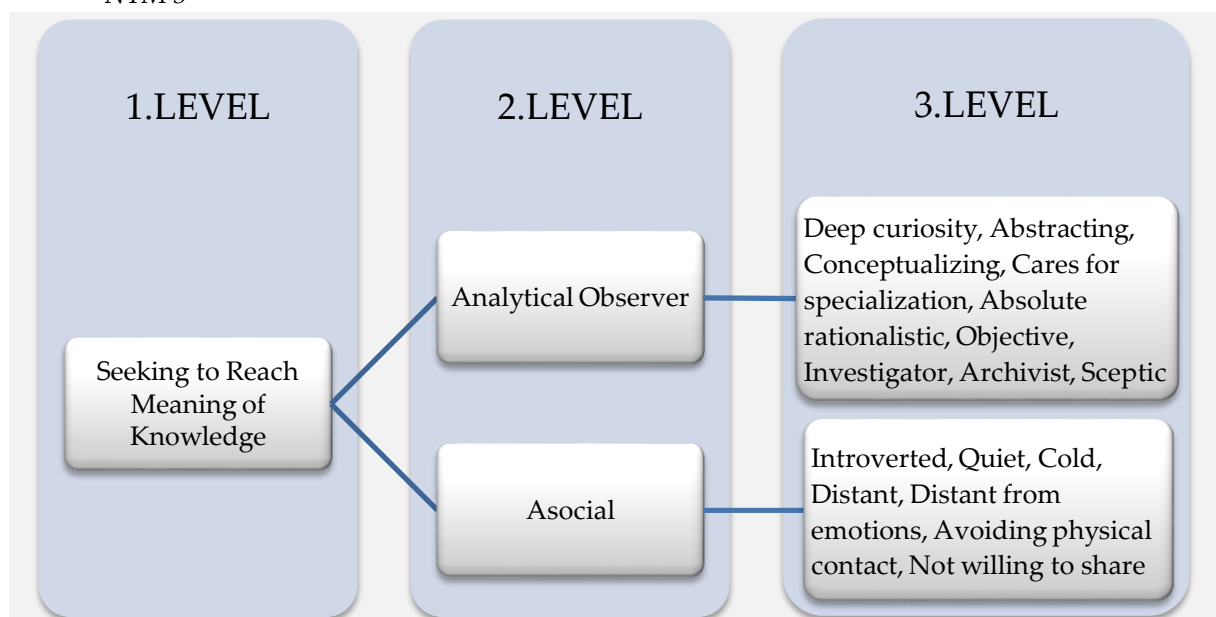 NTM 5
1.LEVEL
2.LEVEL
3.LEVEL
Seeking to Reach
Meaning of
Knowledge
Analytical Observer
Asocial
Deep curiosity, Abstracting,
Conceptualizing, Cares for
specialization, Absolute
rationalistic, Objective,
Investigator, Archivist, Sceptic
Introverted, Quiet, Cold,
Distant, Distant from
emotions, Avoiding physical
contact, Not willing to share